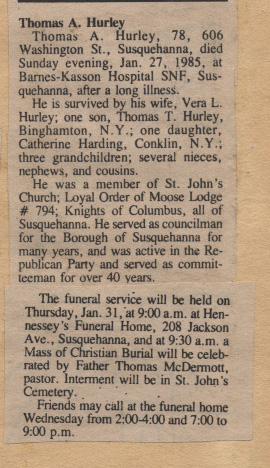 Thomas A. Hurley
Thomas A. Hurley, 78, 606
Washington St., Susquehanna, died
Sunday evening, Jan. 27, 1985, at
Barnes-Kasson Hospital SNF, Sus-
quehanna, after a long illness.
He is survived by his wife, Vera L.
Hurley; one son, Thomas T. Hurley,
Binghamton, N.Y.; one daughter,
Catherine Harding, Conklin, N.Y.;
three grandchildren; several nieces,
nephews, and cousins.
He was a member of St. John's
Church; Loyal Order of Moose Lodge
# 794; Knights of Columbus, all of
Susquehanna. He served as councilman
for the Borough of Susquehanna for
many years, and was active in the Re-
publican Party and served as commit-
teeman for over 40 years.
The funeral service will be held on
Thursday, Jan. 31, at 9:00 a.m. at Hen-
nessey's Funeral Home, 208 Jackson
Ave., Susquehanna, and at 9:30 a.m. a
Mass of Christian Burial will be celeb-
rated by Father Thomas McDermott,
pastor. Interment will be in St. John's
Cemetery.
Friends may call at the funeral home
Wednesday from 2:00-4:00 and 7:00 to
9:00 p.m.